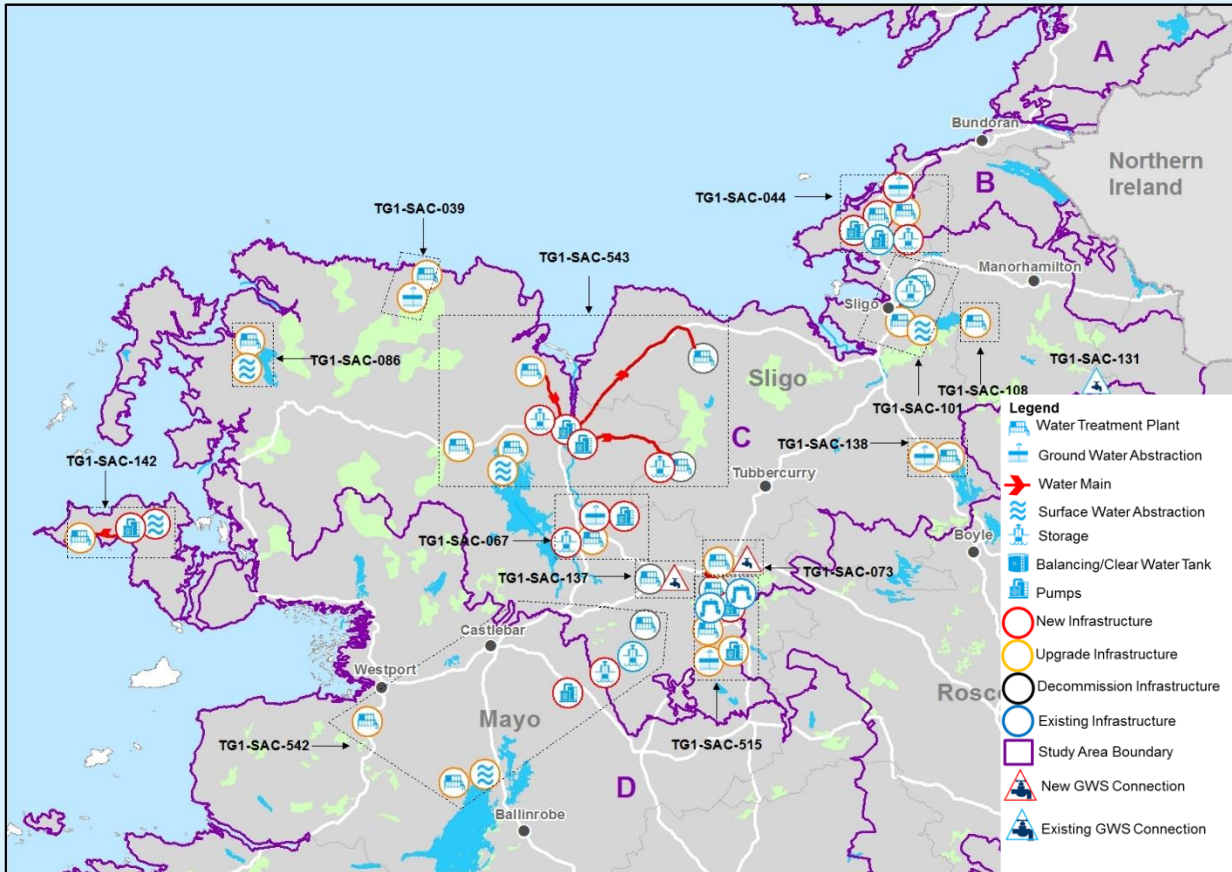 A
Bundoran
Northern
Ireland
B
TG1-SAC-044
TG1-SAC-039
TG1-SAC-543
Manorhamilton
Sligo
TG1-SAC-086
TG1-SAC-131
Sligo
TG1-SAC-108
TG1-SAC-101
C
TG1-SAC-138
TG1-SAC-142
Tubbercurry
Boyle
TG1-SAC-067
TG1-SAC-137
TG1-SAC-073
Castlebar
Westport
Rosco
Mayo
TG1-SAC-542
TG1-SAC-515
D
Ballinrobe
Legend
Water Treatment Plant
Ground Water Abstraction
Water Main
Surface Water Abstraction
Storage
Balancing/Clear Water Tank
Pumps
New Infrastructure
Upgrade Infrastructure
Decommission Infrastructure
Existing Infrastructure
Study Area Boundary
New GWS Connection
Existing GWS Connection